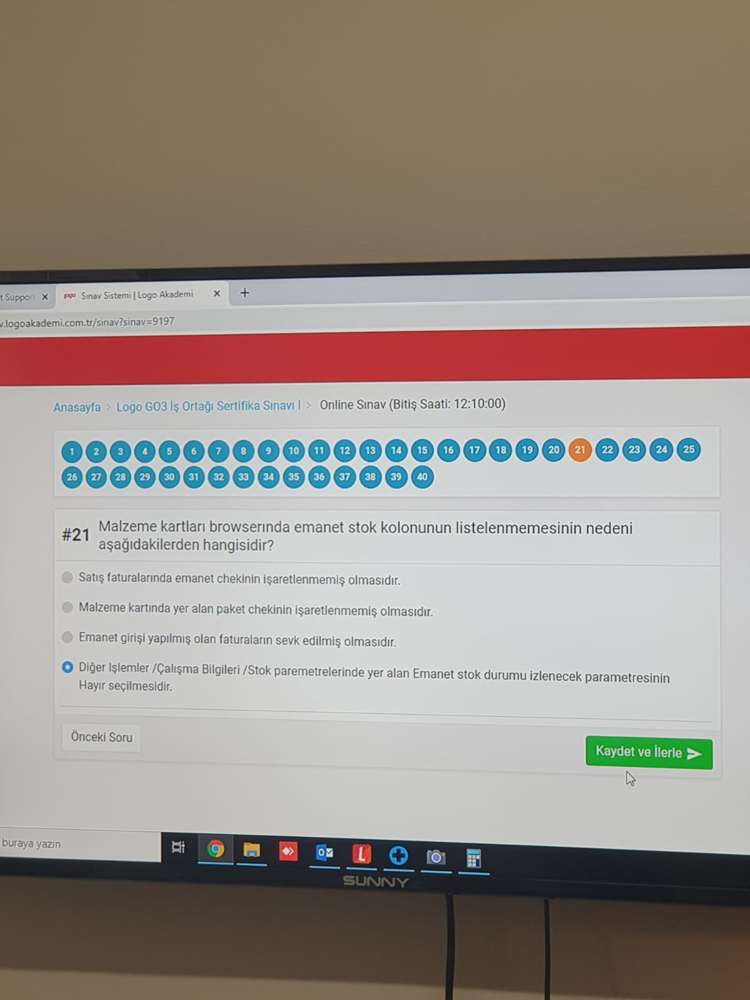 t Suppor
Sınav Sistemi | Logo Akademi
.logoakademi.com.tr/sinav?sinav=9197
Anasayfa > Logo GO3 İş Ortağı Sertifika Sınavı I > Online Sınav (Bitiş Saati: 12:10:00)
1 2 3 4 5 6 7 8 9 10 11 12 13 14 15 16 17 18 19 20 21 22 23 24 25
26 27 28 29 30 31 32 33 34 35 36 37 38 39 40
#21 Malzeme kartları browserında emanet stok kolonunun listelenmemesinin nedeni
aşağıdakilerden hangisidir?
Satış faturalarında emanet chekinin işaretlenmemiş olmasıdır.
Malzeme kartında yer alan paket chekinin işaretlenmemiş olmasıdır.
Emanet girişi yapılmış olan faturaların sevk edilmiş olmasıdır.
Diğer Işlemler /Çalışma Bilgileri /Stok paremetrelerinde yer alan Emanet stok durumu izlenecek parametresinin
Hayır seçilmesidir.
Önceki Soru
Kaydet ve İlerle
buraya yazın
SUNNY